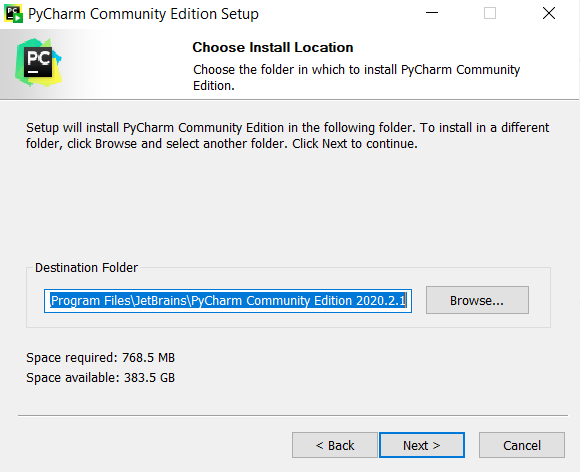 PyCharm Community Edition Setup
PC
Choose Install Location
Choose the folder in which to install PyCharm Community
Edition.
Setup will install PyCharm Community Edition in the following folder. To install in a different
folder, click Browse and select another folder. Click Next to continue.
Destination Folder
Program Files\JetBrains\PyCharm Community Edition 2020.2.1
Browse...
Space required: 768.5 MB
Space available: 383.5 GB
< Back
Next >
Cancel